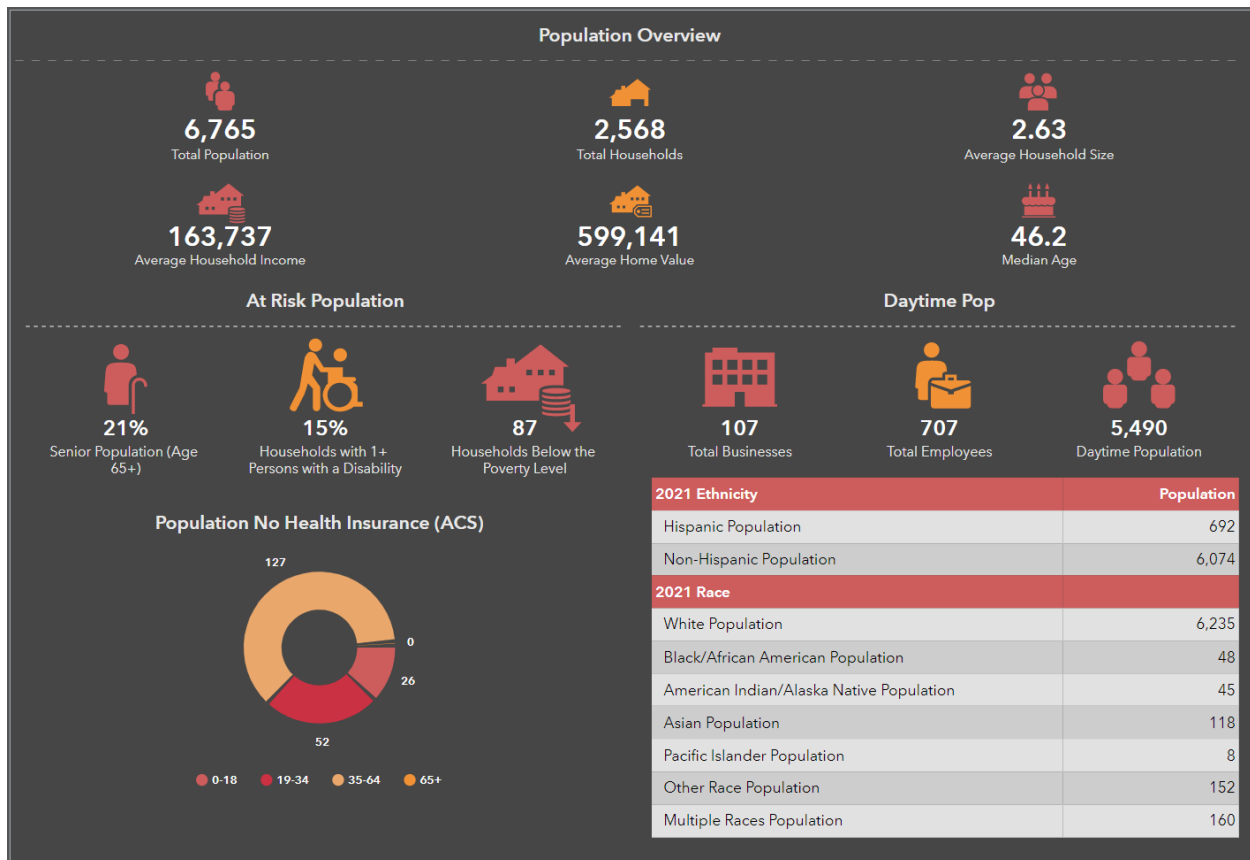 Population Overview
6,765
Total Population
2,568
Total Households
2.63
Average Household Size
163,737
Average Household Income
599,141
Average Home Value
46.2
Median Age
At Risk Population
21%
Senior Population (Age
65+)
15%
Households with 1+
Persons with a Disability
87
Households Below the
Poverty Level
Population No Health Insurance (ACS)
127
0
26
52
0-18 19-34 35-64 65+
Daytime Pop
107
Total Businesses
707
Total Employees
5,490
Daytime Population
2021 Ethnicity Population
Hispanic Population 692
Non-Hispanic Population 6,074
2021 Race
White Population 6,235
Black/African American Population 48
American Indian/Alaska Native Population 45
Asian Population 118
Pacific Islander Population 8
Other Race Population 152
Multiple Races Population 160